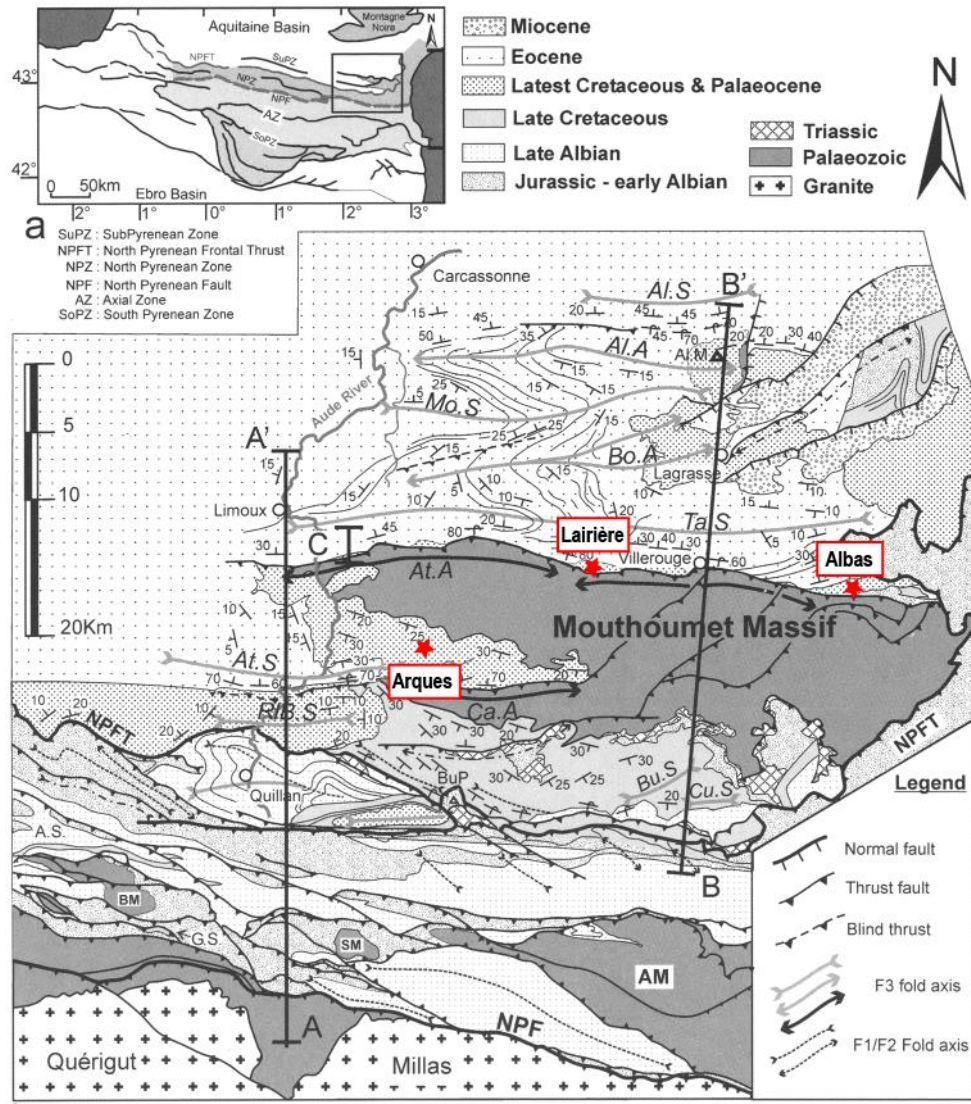 Aquitaine Basin
Montagne
Noire
N
NPFT
SuPZ
43°
NPZ
NPF
AZ
SoPZ
42°
0 50km
Ebro Basin
2° 1° 0° 1° 2° 3°
Miocene
Eocene
Latest Cretaceous & Palaeocene
Late Cretaceous
Late Albian
Jurassic - early Albian
Triassic
Palaeozoic
Granite
N
a
SuPZ : SubPyrenean Zone
NPFT : North Pyrenean Frontal Thrust
NPZ : North Pyrenean Zone
NPF : North Pyrenean Fault
AZ : Axial Zone
SoPZ : South Pyrenean Zone
Carcassonne
B'
Al.S
Al.A
Al.M
Aude River
Mo.S
A'
Bo.A
Lagrasse
Limoux
C
Ta.S
Lairière
Villerouge
Albas
At.A
Mouthoumet Massif
At.S
Arques
Ca.A
RlB.S
NPFT
NPFT
BuP
Bu.S
Cu.S
Quillan
A.S.
B
BM
G.S.
SM
AM
A
NPF
Quérigut
Millas
0
5
10
20Km
Legend
Normal fault
Thrust fault
Blind thrust
F3 fold axis
F1/F2 Fold axis